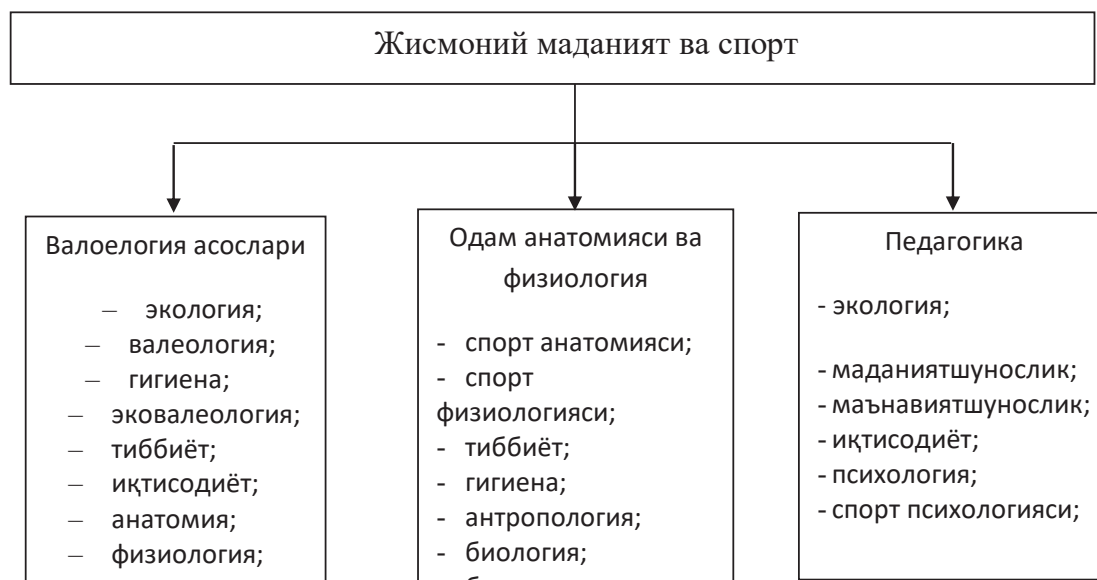 Жисмоний маданият ва спорт
Валоелогия асослари
– экология;
– валеология;
– гигиена;
– эковалеология;
– тиббиёт;
– иқтисодиёт;
– анатомия;
– физиология;
Одам анатомияси ва
физиология
- спорт анатомияси;
- спорт
физиологияси;
- тиббиёт;
- гигиена;
- антропология;
- биология;
Педагогика
- экология;
- маданиятшунослик;
- маънавиятшунослик;
- иқтисодиёт;
- психология;
- спорт психологияси;